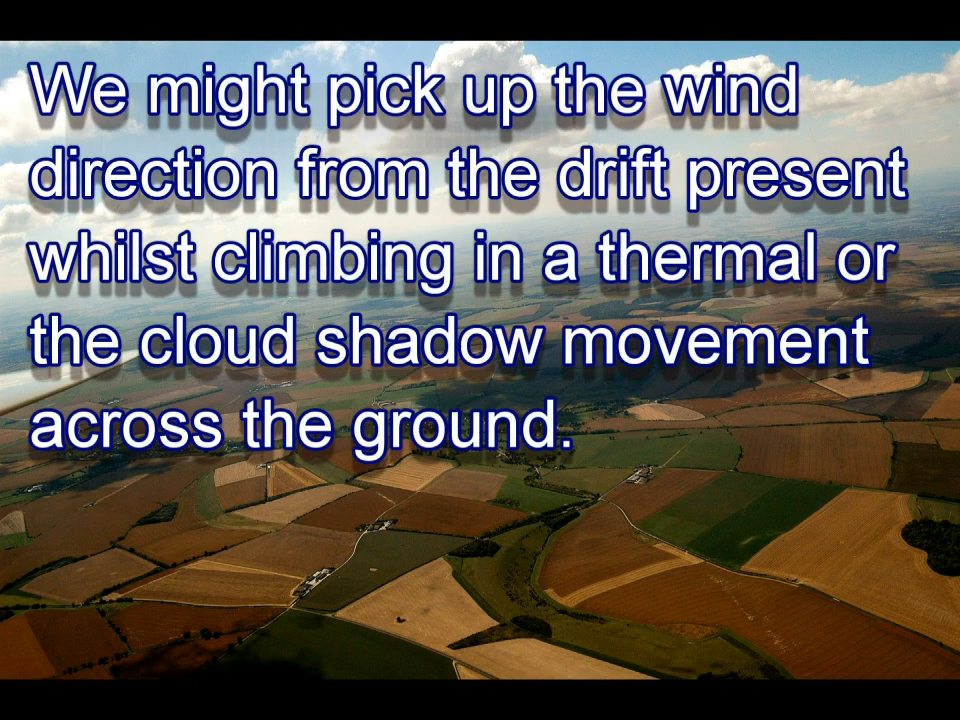 We might pick up the wind
direction from the drift present
whilst climbing in a thermal or
the cloud shadow movement
across the ground.